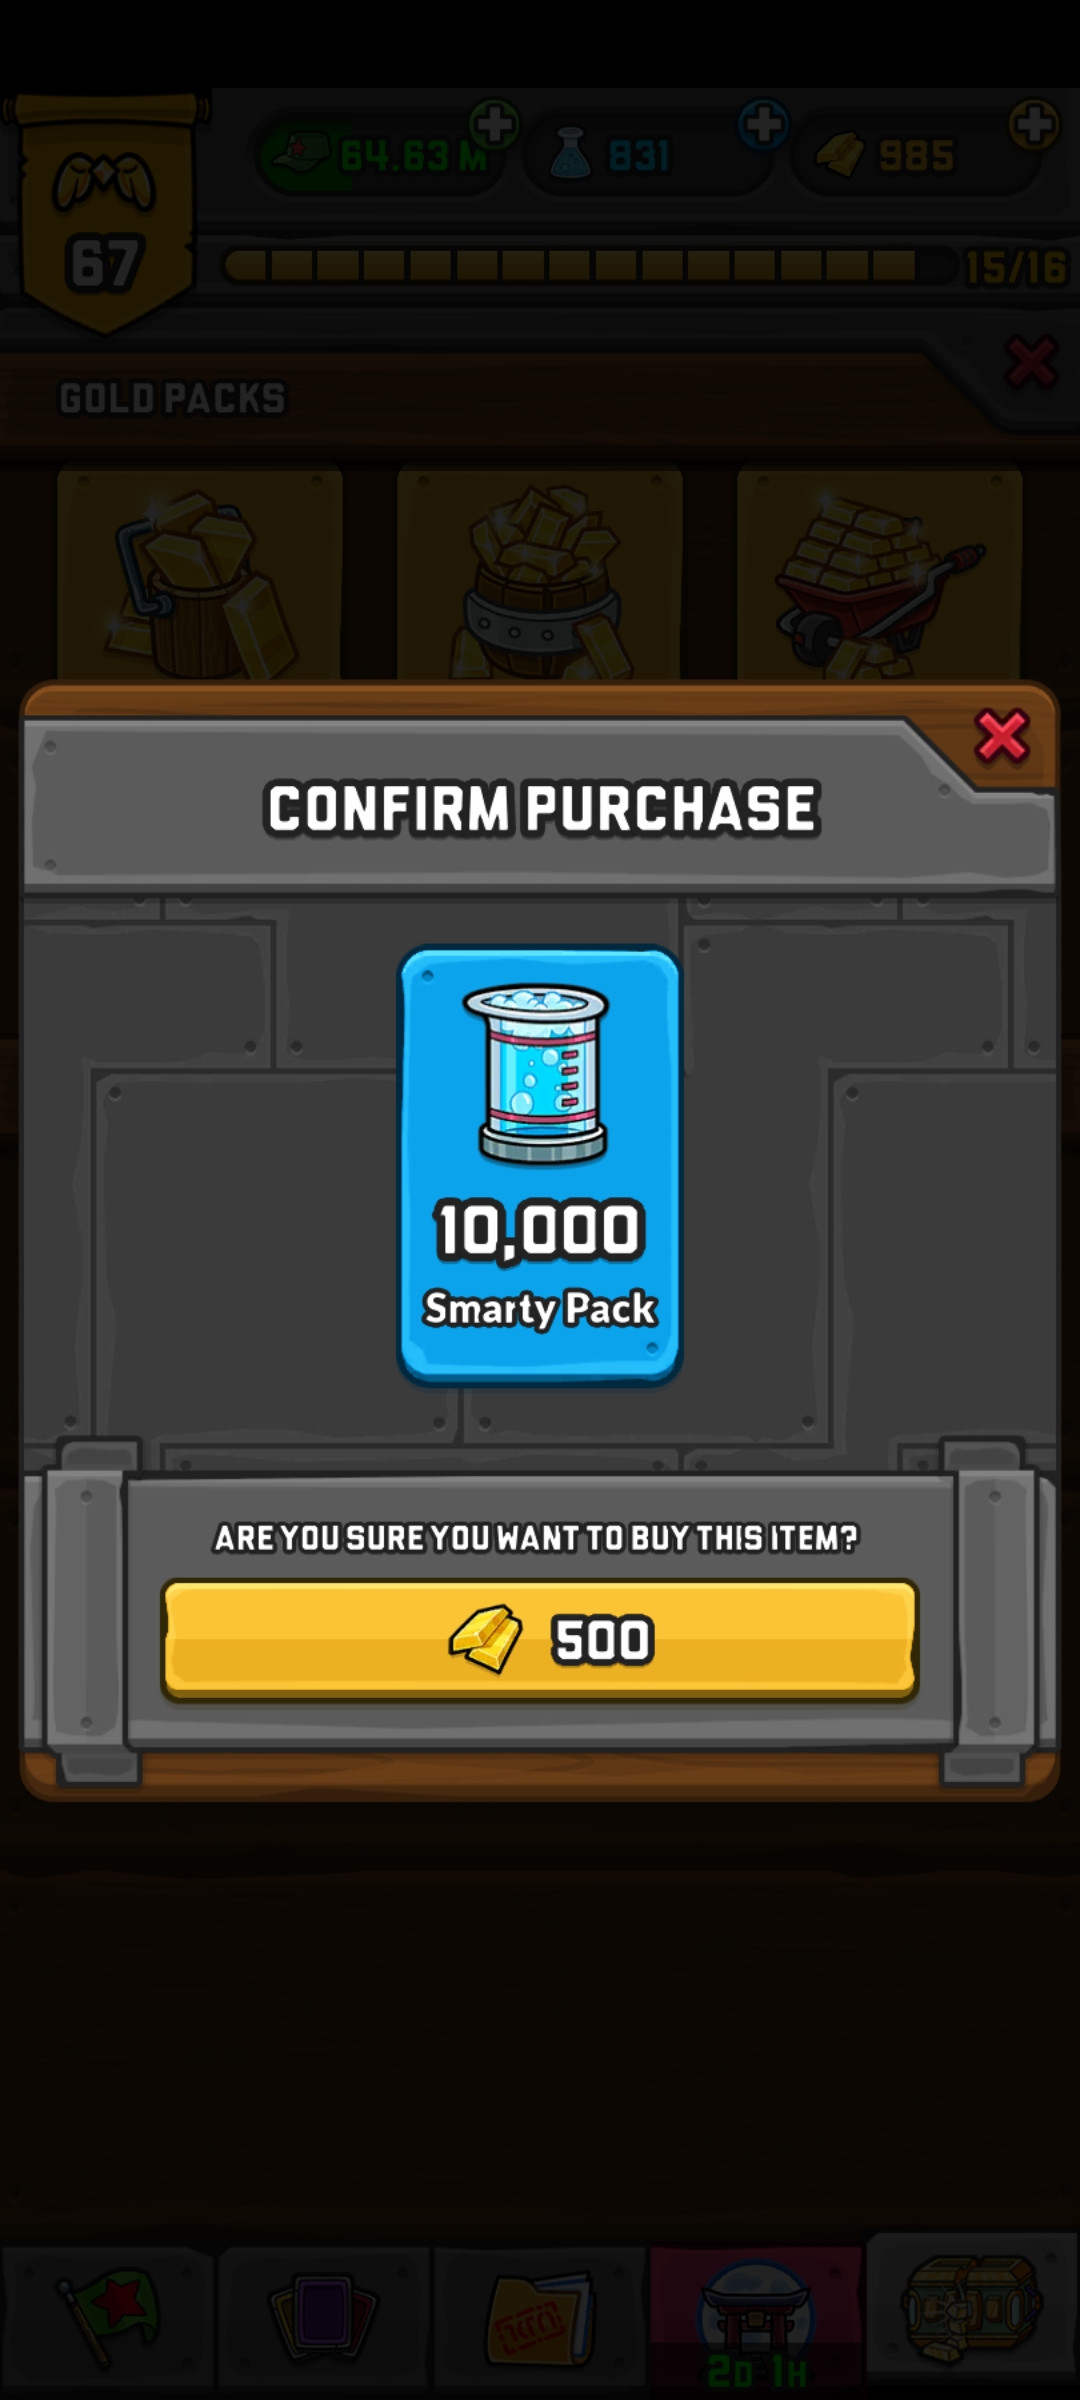 64.63 M
831
985
67
15/16
GOLD PACKS
CONFIRM PURCHASE
10,000
Smarty Pack
ARE YOU SURE YOU WANT TO BUY THIS ITEM?
500
2D 1H